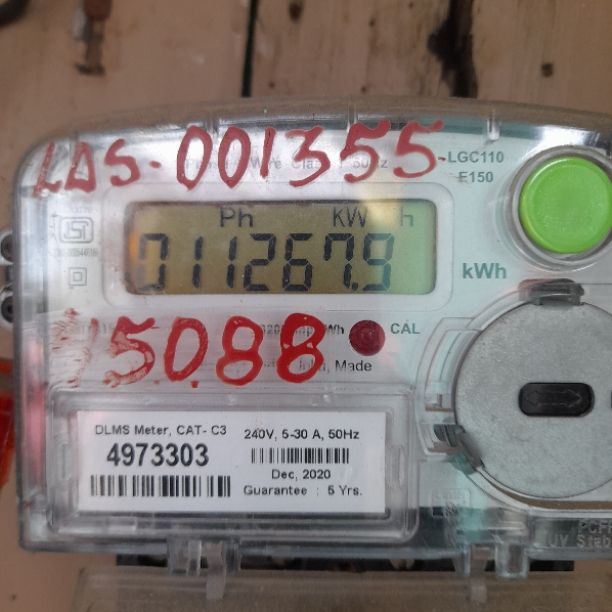 LDS-001355
LGC110
E150
Ph KW h
011267.9
kWh
CAL
15088
Made
DLMS Meter, CAT- C3
4973303
240V, 5-30 A, 50Hz
Dec, 2020
Guarantee : 5 Yrs.